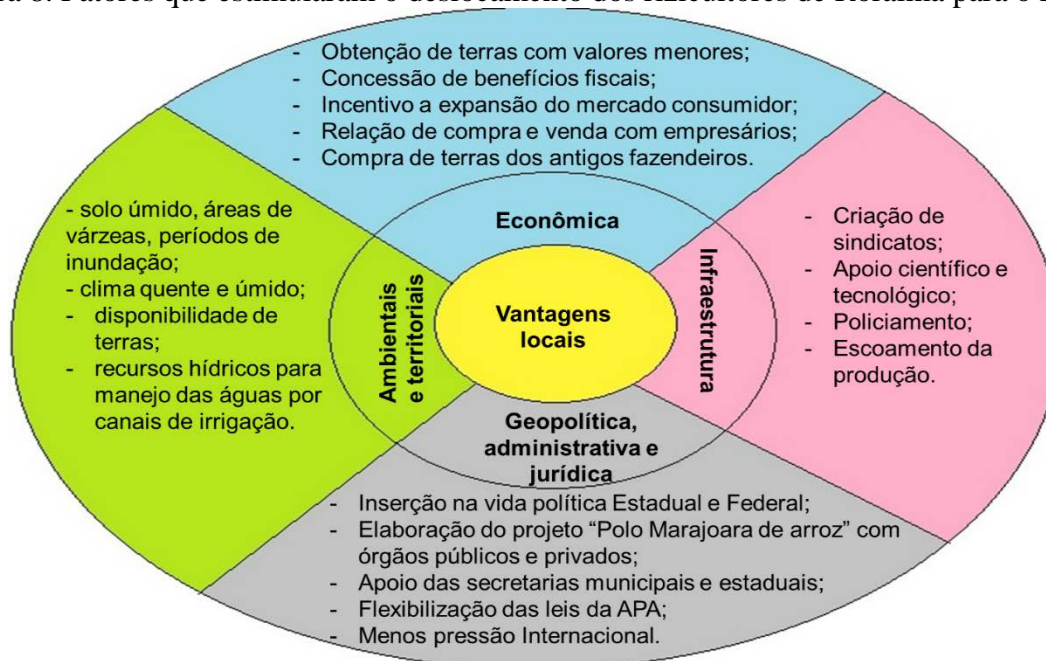 que estimularam o deslocamento dos
- Obtenção de terras com valores menores;
- Concessão de benefícios fiscais;
- Incentivo a expansão do mercado consumidor;
- Relação de compra e venda com empresários;
- Compra de terras dos antigos fazendeiros.
Econômica
- solo úmido, áreas de
várzeas, períodos de
inundação;
- clima quente e úmido;
- disponibilidade de
terras;
- recursos hídricos para
manejo das águas por
canais de irrigação.
Ambientais
e territoriais
Vantagens
locais
Infraestrutura
- Criação de
sindicatos;
- Apoio científico e
tecnológico;
- Policiamento;
- Escoamento da
produção.
Geopolítica,
administrativa e
jurídica
- Inserção na vida política Estadual e Federal;
- Elaboração do projeto “Polo Marajoara de arroz” com
órgãos públicos e privados;
- Apoio das secretarias municipais e estaduais;
- Flexibilização das leis da APA;
- Menos pressão Internacional.